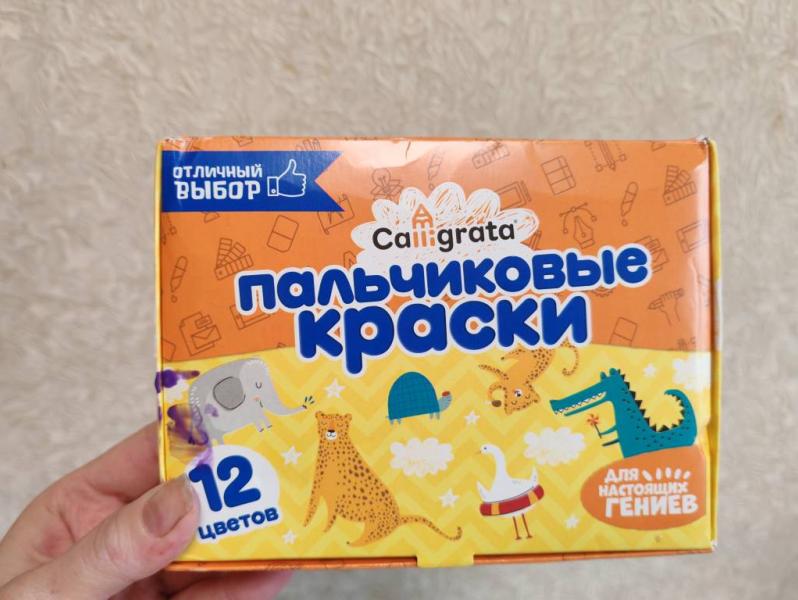 ОТЛИЧНЫЙ
ВЫБОР
Calligrata®
пальчиковые
краски
12
цветов
ДЛЯ
НАСТОЯЩИХ
ГЕНИЕВ